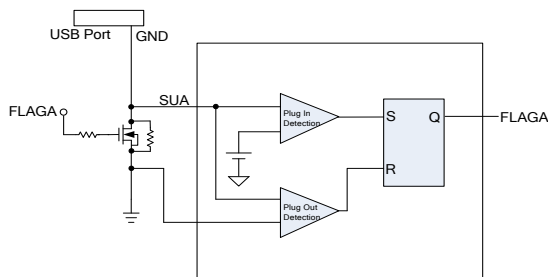 USB Port
GND
SUA
FLAGA
Plug In
Detection
S
Q
FLAGA
R
Plug Out
Detection